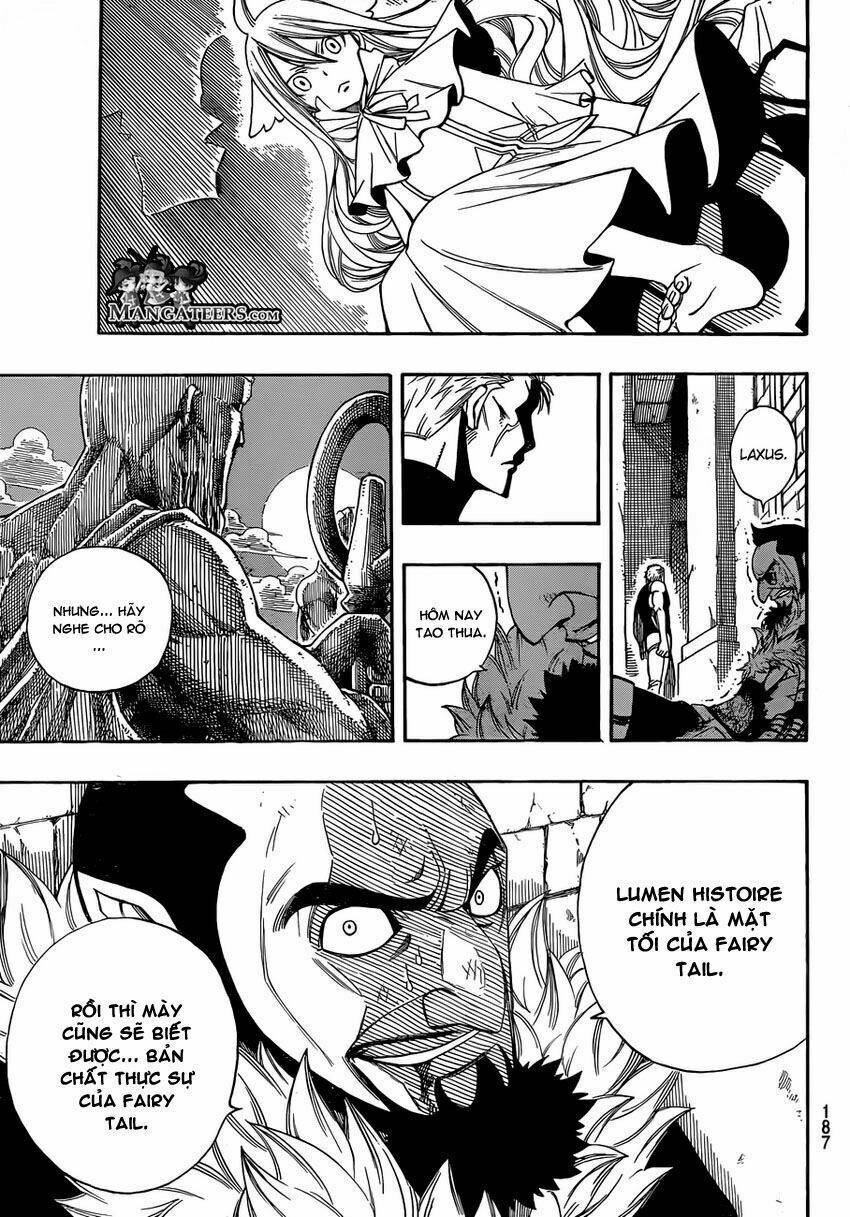 MANGATEERS.COM
LAXUS.
HÔM NAY
TAO THUA.
NHƯNG... HÃY
NGHE CHO RÕ
...
LUMEN HISTOIRE
CHÍNH LÀ MẶT
TỐI CỦA FAIRY
TAIL.
RỒI THÌ MÀY
CŨNG SẼ BIẾT
ĐƯỢC... BẢN
CHẤT THỰC SỰ
CỦA FAIRY
TAIL.
187